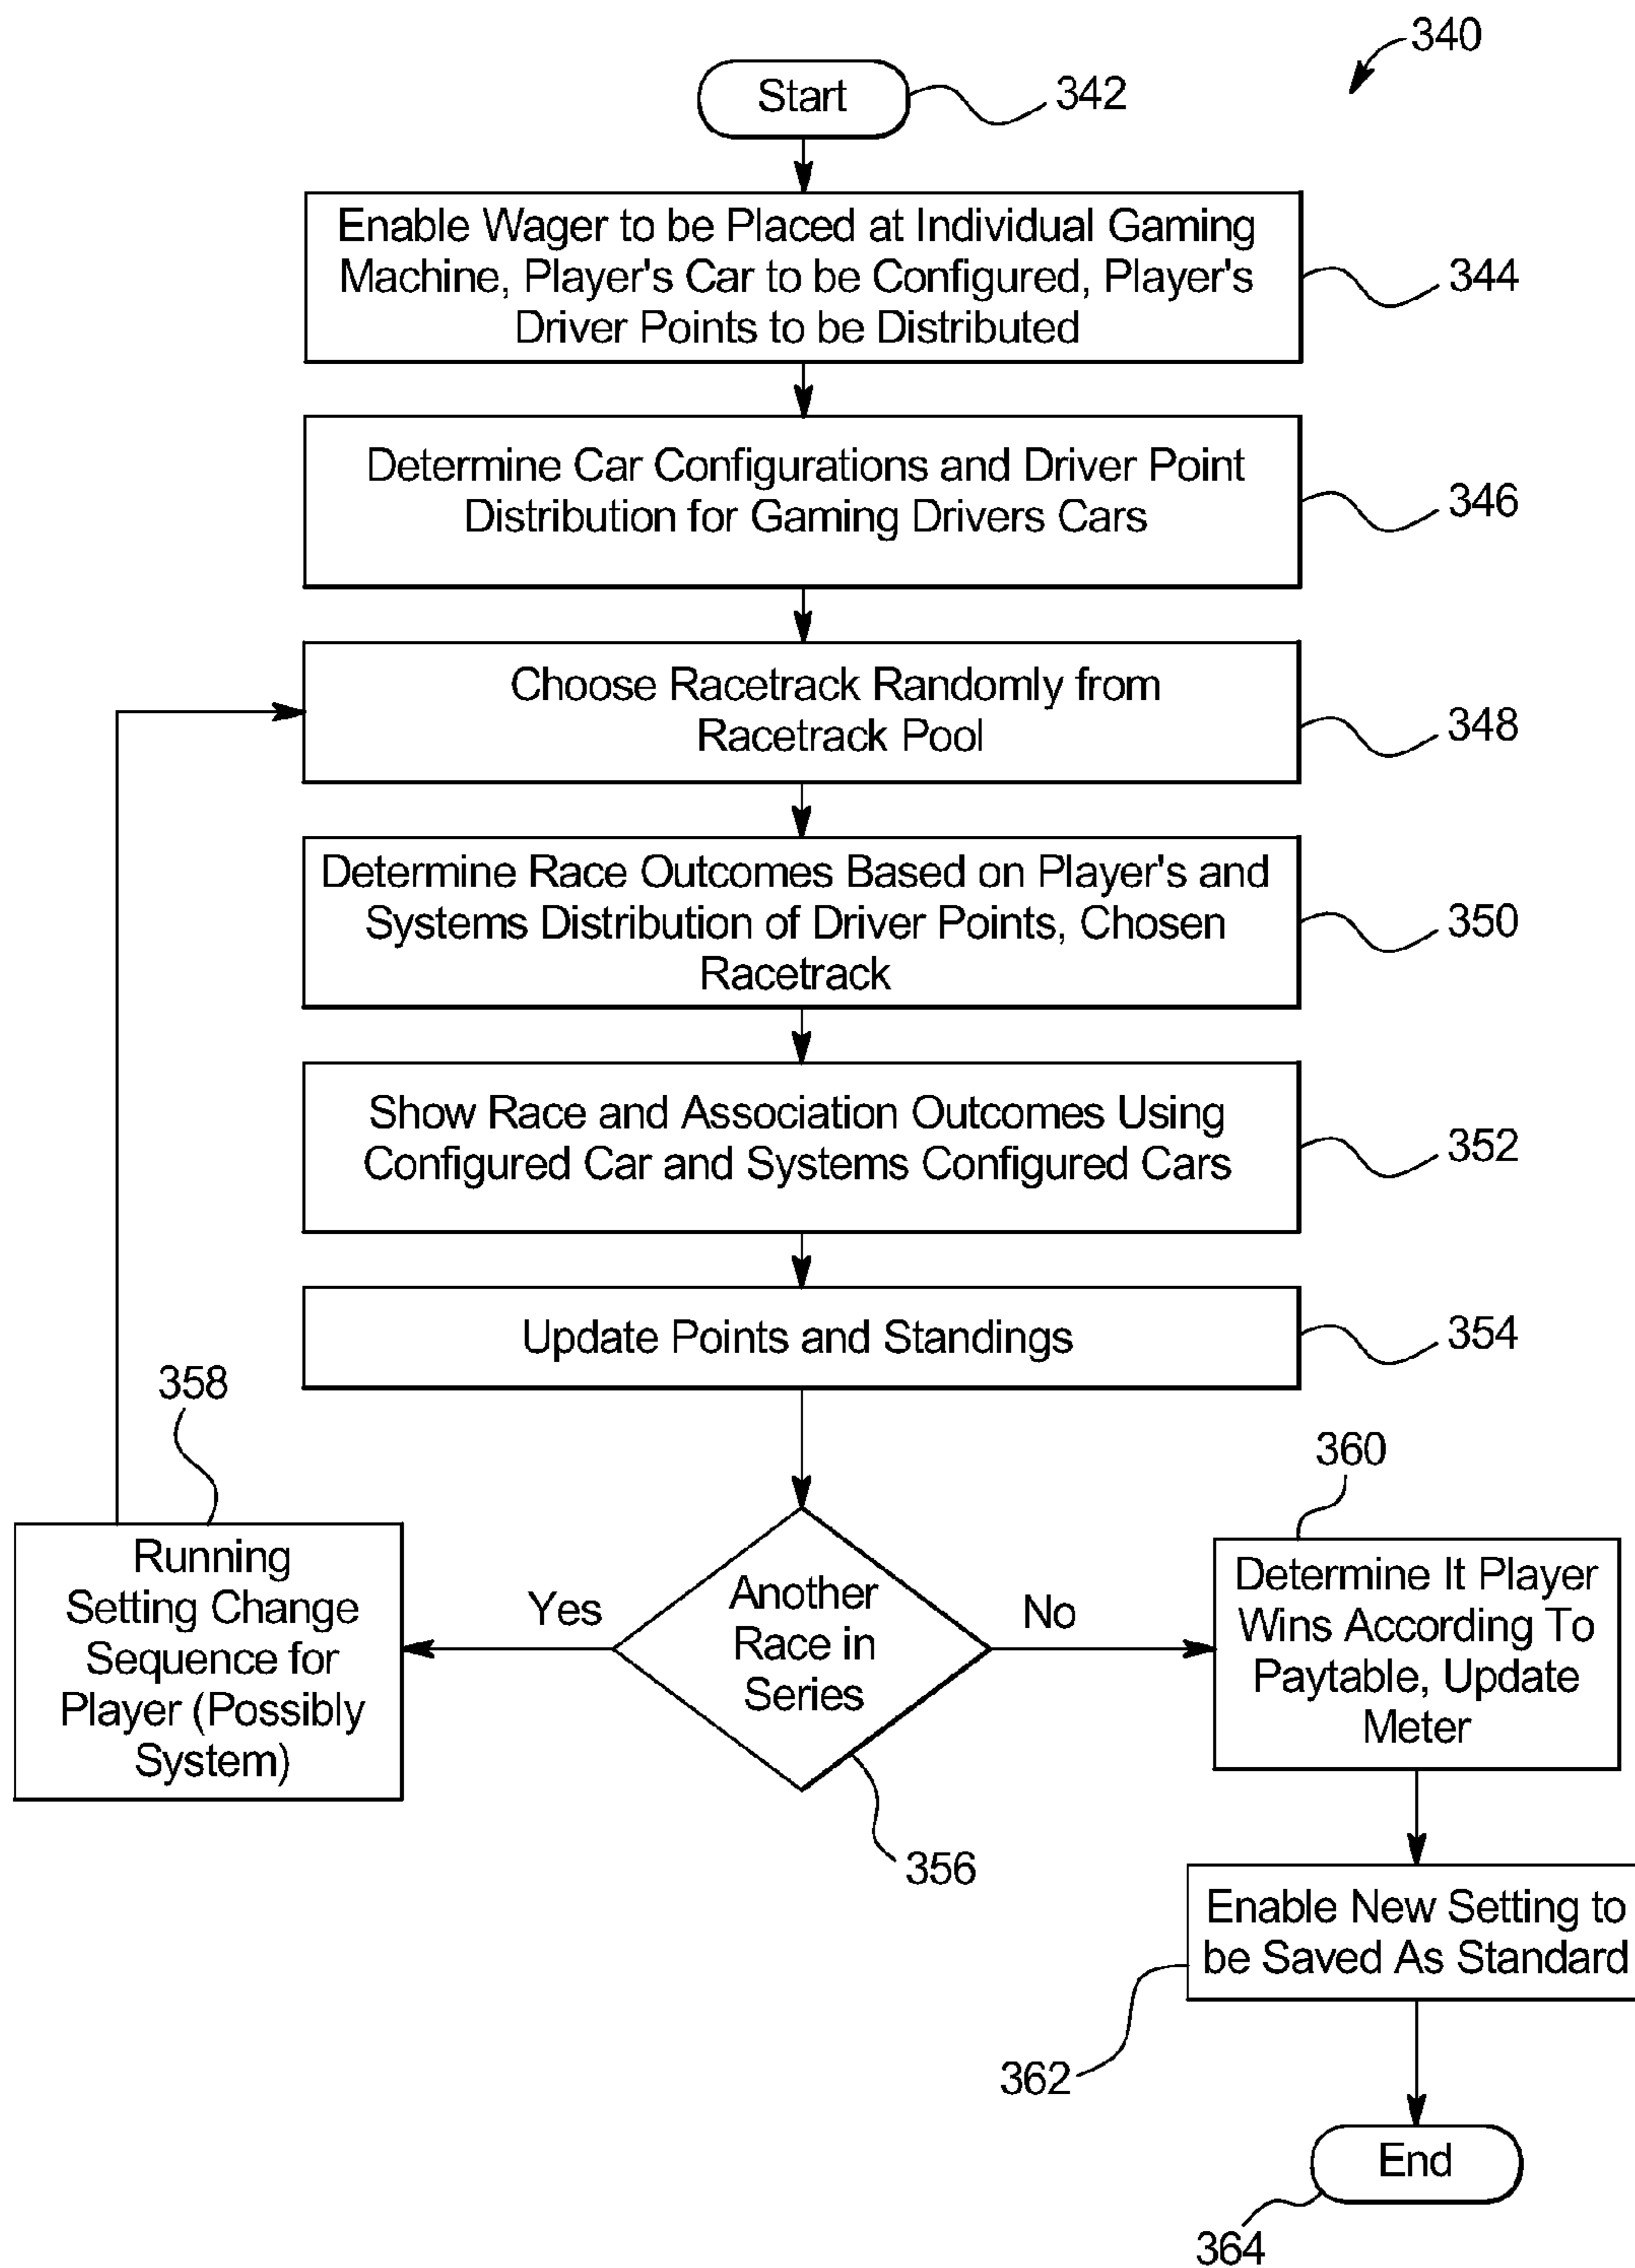 340
Start
342
Enable Wager to be Placed at Individual Gaming
Machine, Player's Car to be Configured, Player's
Driver Points to be Distributed
344
Determine Car Configurations and Driver Point
Distribution for Gaming Drivers Cars
346
Choose Racetrack Randomly from
Racetrack Pool
348
Determine Race Outcomes Based on Player's and
Systems Distribution of Driver Points, Chosen
Racetrack
350
Show Race and Association Outcomes Using
Configured Car and Systems Configured Cars
352
Update Points and Standings
354
358
Running
Setting Change
Sequence for
Player (Possibly
System)
Yes
Another
Race in
Series
356
No
360
Determine It Player
Wins According To
Paytable, Update
Meter
Enable New Setting to
be Saved As Standard
362
End
364